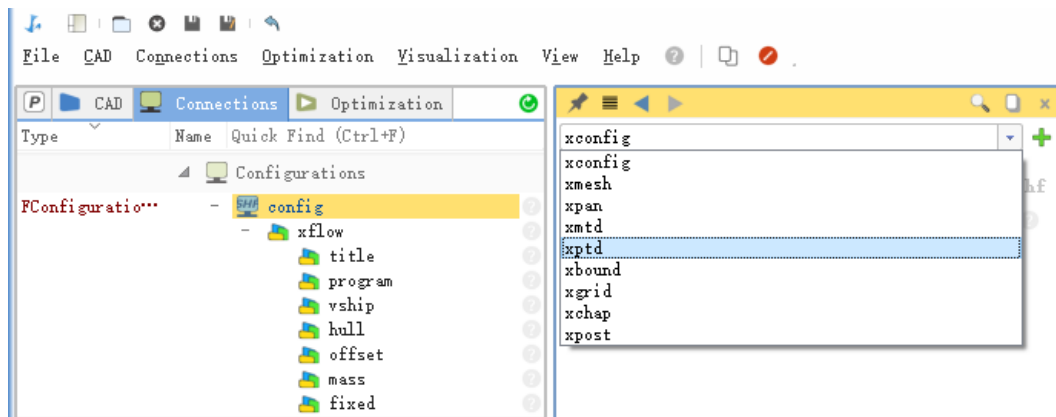 File CAD Connections Optimization Visualization View Help
P CAD Connections Optimization
Type Name Quick Find (Ctrl+F)
Configurations
FConfiguratio… SHF config
xflow
title
program
vship
hull
offset
mass
fixed
xconfig
xconfig
xmesh
xpan
xmtd
xptd
xbound
xgrid
xchap
xpost